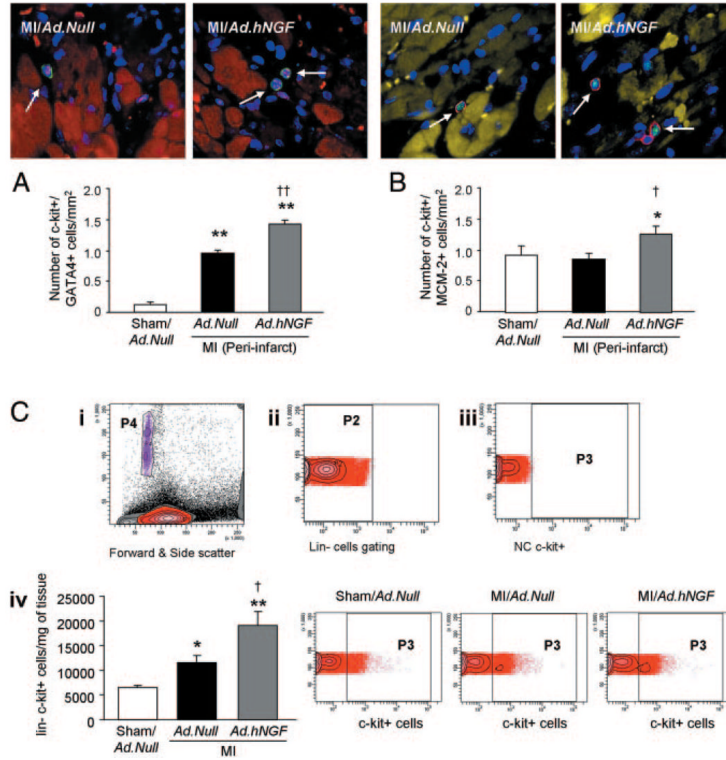 MI/Ad.Null
MI/Ad.hNGF
MI/Ad.Null
MI/Ad.hNGF
A
Number of c-kit+/
GATA4+ cells/mm2
2.0
1.5
1.0
0.5
0
**
††
**
Sham/
Ad.Null
Ad.Null
Ad.hNGF
MI (Peri-infarct)
B
Number of c-kit+/
MCM-2+ cells/mm2
2.0
1.5
1.0
0.5
0
†
*
Sham/
Ad.Null
Ad.Null
Ad.hNGF
MI (Peri-infarct)
C
i
P4
Forward & Side scatter
ii
P2
Lin- cells gating
iii
P3
NC c-kit+
iv
lin- c-kit+ cells/mg of tissue
25000
20000
15000
10000
5000
0
*
†
**
Sham/
Ad.Null
Ad.Null
Ad.hNGF
MI
Sham/Ad.Null
P3
c-kit+ cells
MI/Ad.Null
P3
c-kit+ cells
MI/Ad.hNGF
P3
c-kit+ cells